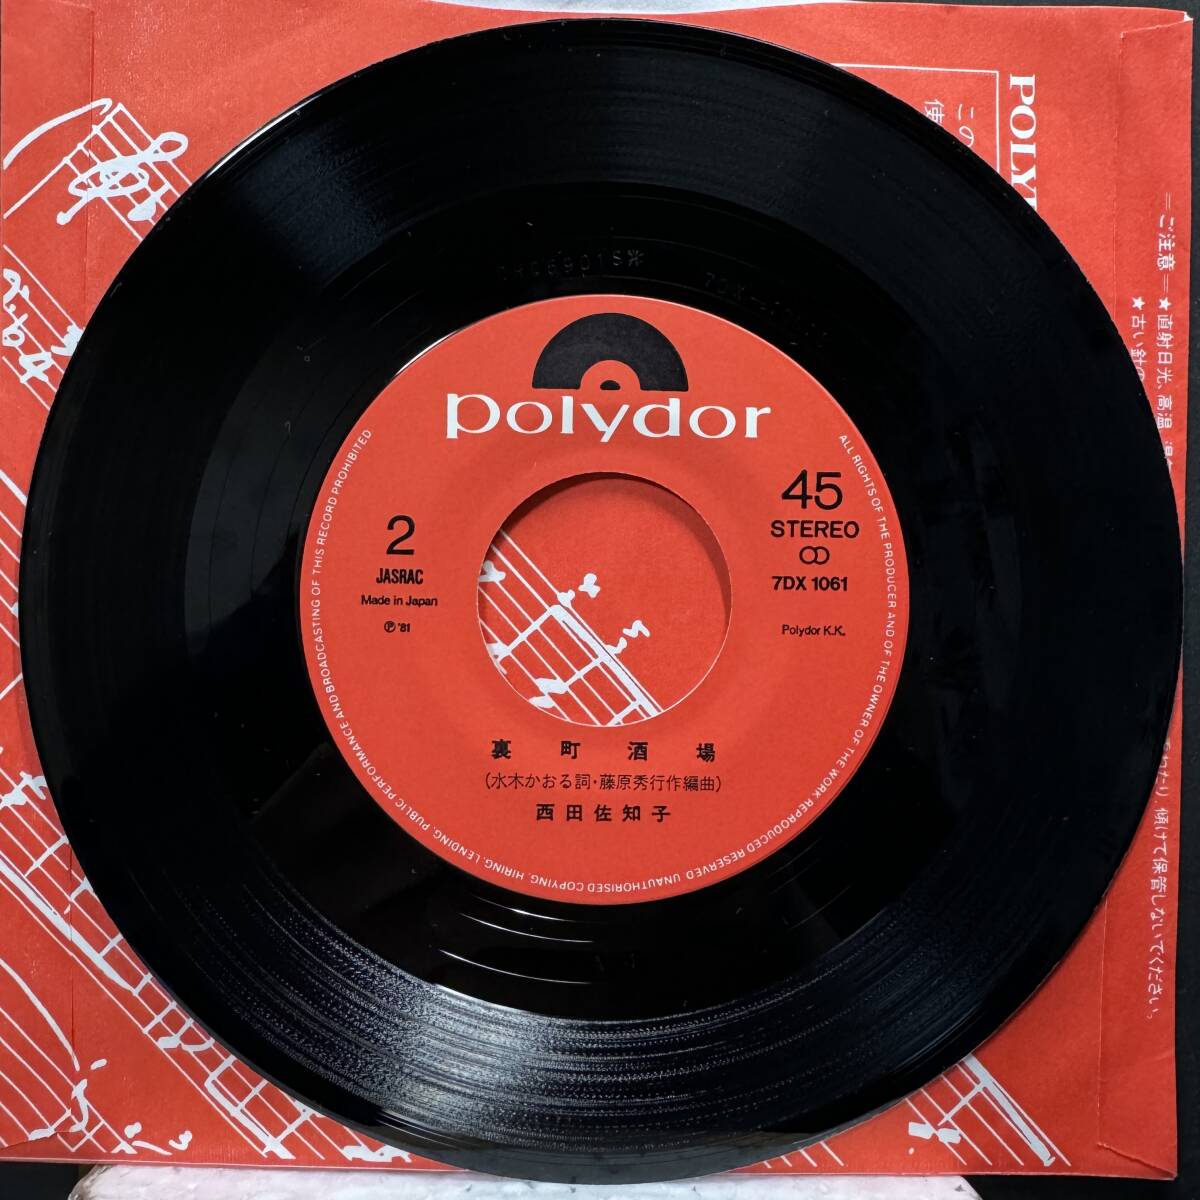 polydor
45
STEREO
7DX 1061
Polydor K.K.
2
JASRAC
Made in Japan
Ⓟ '81
裏町酒場
(水木かおる詞・藤原秀行作編曲)
西田佐知子
ALL RIGHTS OF THE PRODUCER AND OF THE OWNER OF THE WORK REPRODUCED RESERVED. UNAUTHORISED COPYING, HIRING, LENDING, PUBLIC PERFORMANCE AND BROADCASTING OF THIS RECORD PROHIBITED
POLY
この
使
=ご注意= ★直射日光、高温
★古い針の
傾けて保管しないでください。